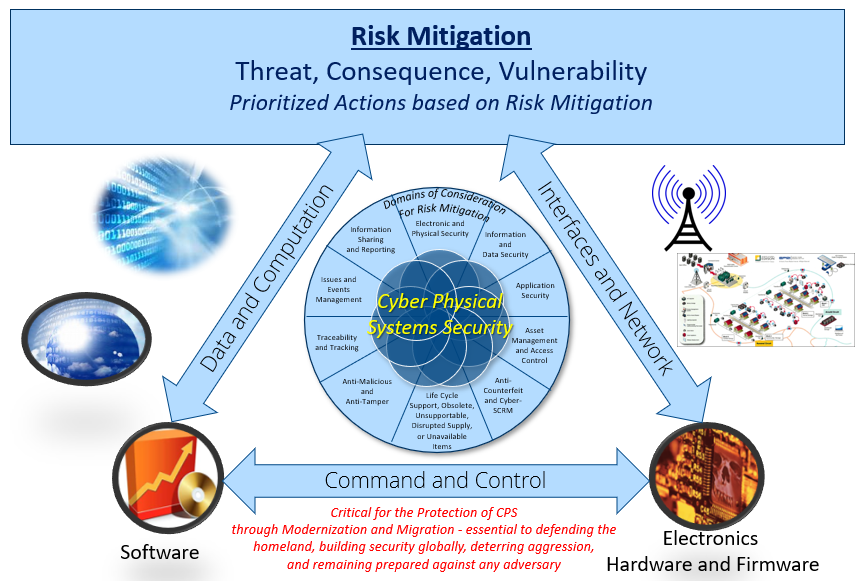 Risk Mitigation
Threat, Consequence, Vulnerability
Prioritized Actions based on Risk Mitigation
Data and Computation
Interfaces and Network
Domains of Consideration
For Risk Mitigation
Electronic and
Physical Security
Information
and
Data Security
Application
Security
Asset
Management
and Access
Control
Anti-
Counterfeit
and Cyber-
SCRM
Life Cycle
Support, Obsolete,
Unsupportable,
Disrupted Supply,
or Unavailable
Items
Anti-Malicious
and
Anti-Tamper
Traceability
and Tracking
Issues and
Events
Management
Information
Sharing
and Reporting
Cyber Physical
Systems Security
Command and Control
Critical for the Protection of CPS
through Modernization and Migration - essential to defending the
homeland, building security globally, deterring aggression,
and remaining prepared against any adversary
Software
Electronics
Hardware and Firmware